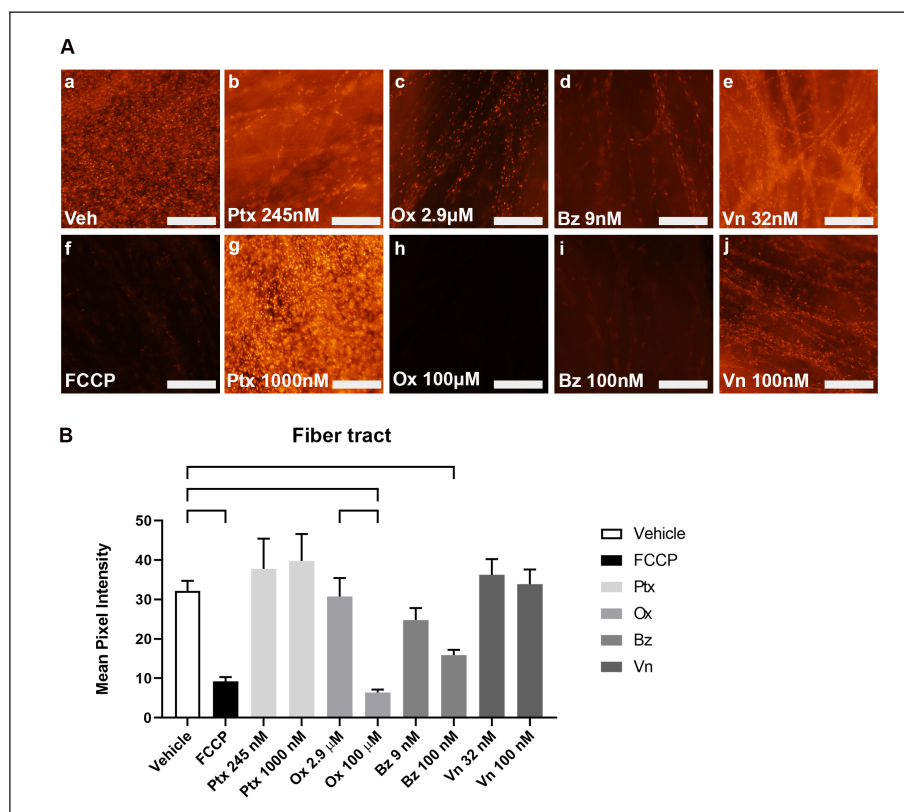 A
a b c d e
Veh Ptx 245nM Ox 2.9µM Bz 9nM Vn 32nM
f g h i j
FCCP Ptx 1000nM Ox 100µM Bz 100nM Vn 100nM
B
Fiber tract
Mean Pixel Intensity
50
40
30
20
10
0
Vehicle
FCCP
Ptx 245 nM
Ptx 1000 nM
Ox 2.9 µM
Ox 100 µM
Bz 9 nM
Bz 100 nM
Vn 32 nM
Vn 100 nM
Vehicle
FCCP
Ptx
Ox
Bz
Vn